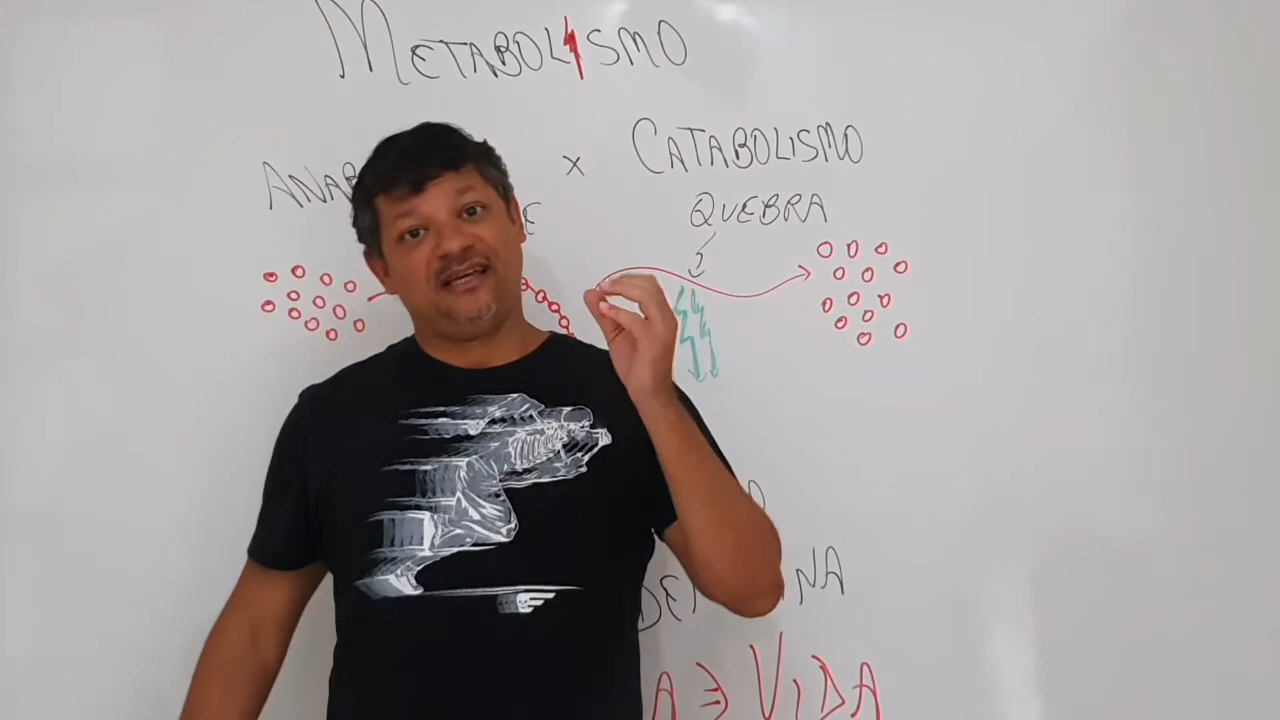 METABOLISMO
ANAB x CATABOLISMO
E QUEBRA
NA
A ⇒ VIDA